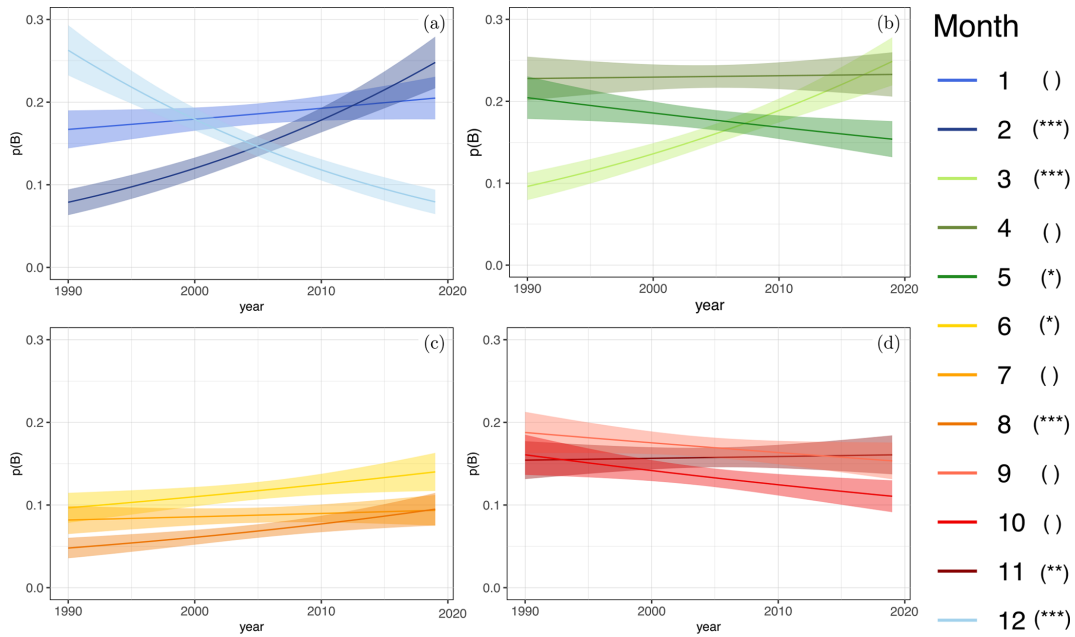 (a)
0.3
0.2
0.1
0.0
p(B)
1990 2000 2010 2020
year
(b)
0.3
0.2
0.1
0.0
p(B)
1990 2000 2010 2020
year
(c)
0.3
0.2
0.1
0.0
p(B)
1990 2000 2010 2020
year
(d)
0.3
0.2
0.1
0.0
p(B)
1990 2000 2010 2020
year
Month
1 ( )
2 (***)
3 (***)
4 ( )
5 (*)
6 (*)
7 ( )
8 (***)
9 ( )
10 ( )
11 (**)
12 (***)